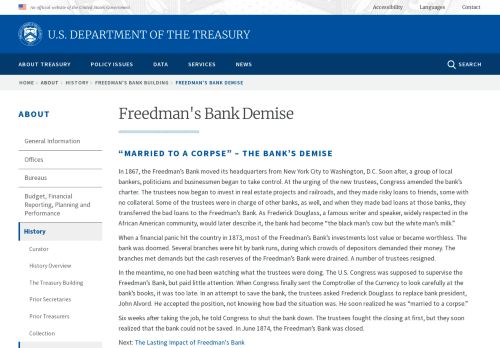 An official website of the United States Government
Accessibility Languages Contact
U.S. DEPARTMENT OF THE TREASURY
ABOUT TREASURY POLICY ISSUES DATA SERVICES NEWS SEARCH
HOME › ABOUT › HISTORY › FREEDMAN'S BANK BUILDING › FREEDMAN'S BANK DEMISE
ABOUT
General Information
Offices
Bureaus
Budget, Financial
Reporting, Planning and
Performance
History
Curator
History Overview
The Treasury Building
Prior Secretaries
Prior Treasurers
Collection
Freedman's Bank Demise
“MARRIED TO A CORPSE” – THE BANK’S DEMISE
In 1867, the Freedman’s Bank moved its headquarters from New York City to Washington, D.C. Soon after, a group of local
bankers, politicians and businessmen began to take control. At the urging of the new trustees, Congress amended the bank’s
charter. The trustees now began to invest in real estate projects and railroads, and they made risky loans to friends, some with
no collateral. Some of the trustees were in charge of other banks, as well, and when they made bad loans at those banks, they
transferred the bad loans to the Freedman’s Bank. As Frederick Douglass, a famous writer and speaker, widely respected in the
African American community, would later describe it, the bank had become “the black man’s cow but the white man’s milk.”
When a financial panic hit the country in 1873, most of the Freedman’s Bank’s investments lost value or became worthless. The
bank was doomed. Several branches were hit by bank runs, during which crowds of depositors demanded their money. The
branches met demands but the cash reserves of the Freedman’s Bank were drained. A number of trustees resigned.
In the meantime, no one had been watching what the trustees were doing. The U.S. Congress was supposed to supervise the
Freedman’s Bank, but paid little attention. When Congress finally sent the Comptroller of the Currency to look carefully at the
bank’s books, it was too late. In an attempt to save the bank, the trustees asked Frederick Douglass to replace bank president,
John Alvord. He accepted the position, not knowing how bad the situation was. He soon realized he was “married to a corpse.”
Six weeks after taking the job, he told Congress to shut the bank down. The trustees fought the closing at first, but they soon
realized that the bank could not be saved. In June 1874, the Freedman’s Bank was closed.
Next: The Lasting Impact of Freedman's Bank